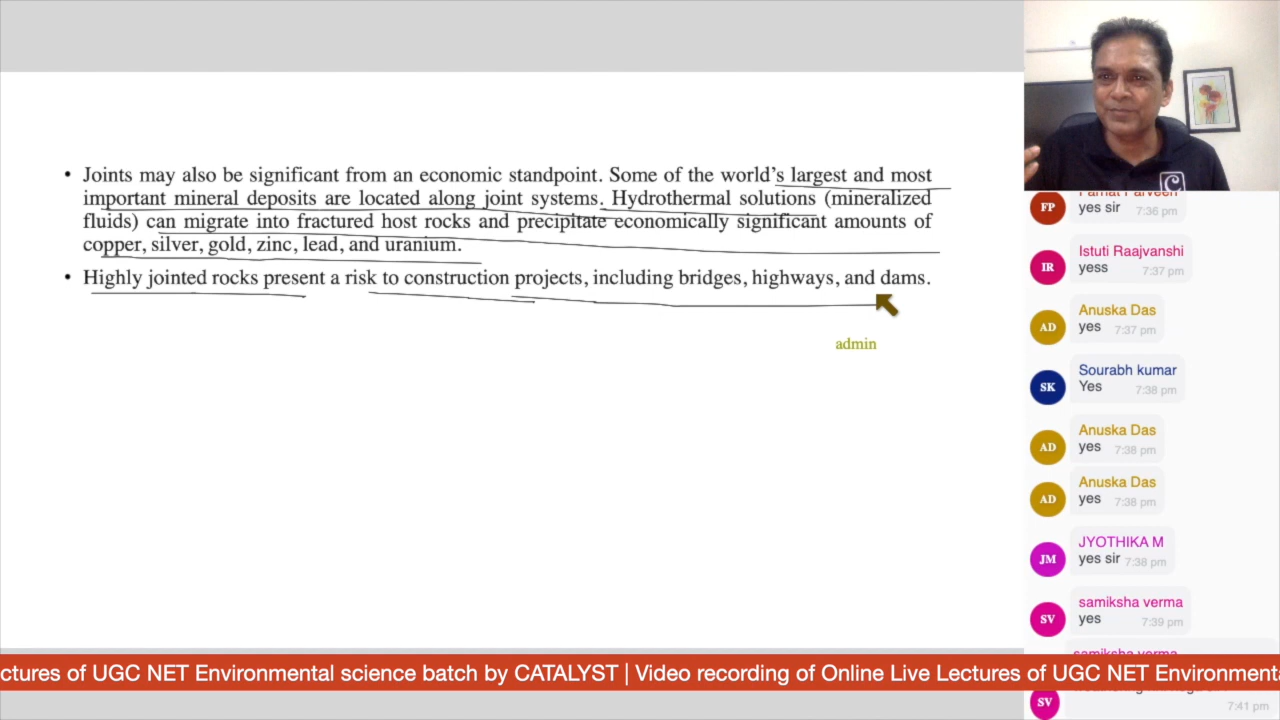 • Joints may also be significant from an economic standpoint. Some of the world's largest and most
important mineral deposits are located along joint systems. Hydrothermal solutions (mineralized
fluids) can migrate into fractured host rocks and precipitate economically significant amounts of
copper, silver, gold, zinc, lead, and uranium.
• Highly jointed rocks present a risk to construction projects, including bridges, highways, and dams.
admin
C
FP
yes sir 7:36 pm
Istuti Raajvanshi
IR
yess 7:37 pm
Anuska Das
AD
yes 7:37 pm
Sourabh kumar
SK
Yes 7:38 pm
Anuska Das
AD
yes 7:38 pm
Anuska Das
AD
yes 7:38 pm
JYOTHIKA M
JM
yes sir 7:38 pm
samiksha verma
SV
yes 7:39 pm
samiksha verma
SV
7:41 pm
ctures of UGC NET Environmental science batch by CATALYST | Video recording of Online Live Lectures of UGC NET Environment